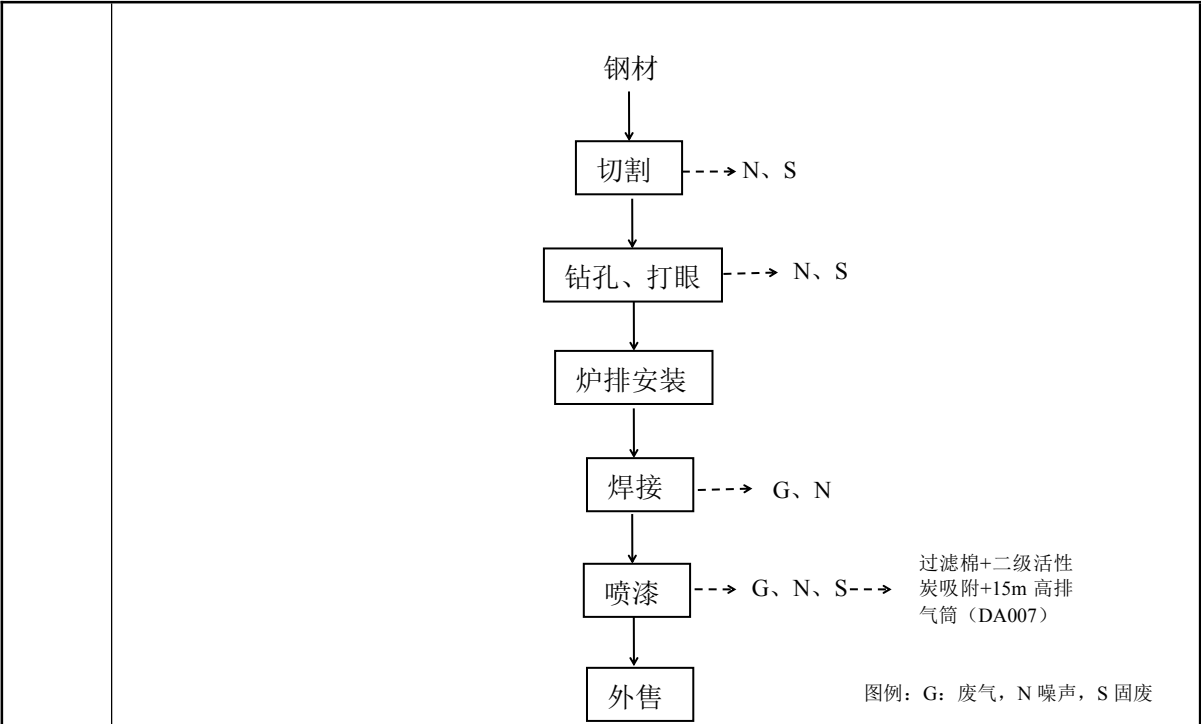 钢材
切割
N、S
钻孔、打眼
N、S
炉排安装
焊接
G、N
喷漆
G、N、S
过滤棉+二级活性
炭吸附+15m 高排
气筒（DA007）
外售
图例：G：废气，N 噪声，S 固废